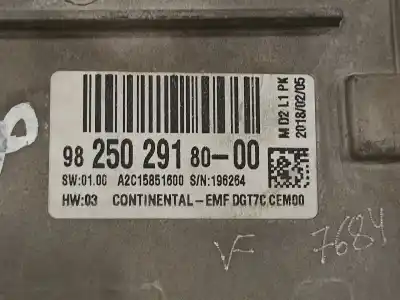 M D2 L1 PK
2018/02/05
98 250 291 80-00
SW:01.00 A2C15851600 S/N:196264
HW:03 CONTINENTAL-EMF DGT7C CEM00
VF 7684